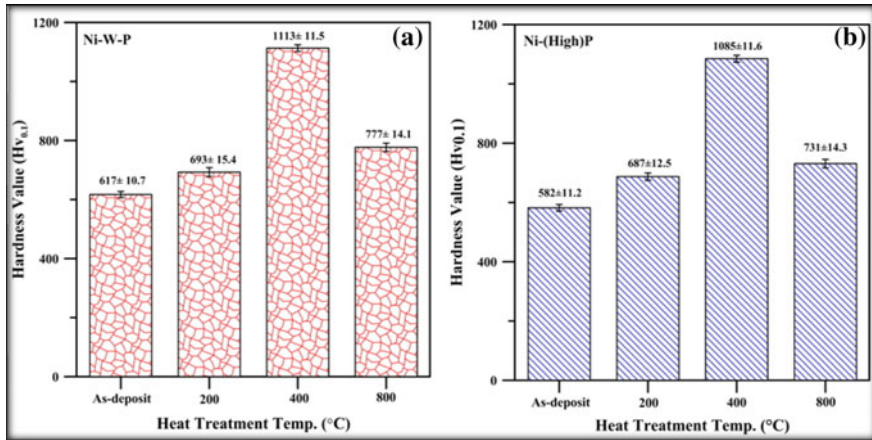 Ni-W-P
(a)
Hardness Value (Hv0.1)
1200
800
400
0
617± 10.7
693± 15.4
1113± 11.5
777± 14.1
As-deposit
200
400
800
Heat Treatment Temp. (°C)
Ni-(High)P
(b)
Hardness Value (Hv0.1)
1200
800
400
0
582±11.2
687±12.5
1085±11.6
731±14.3
As-deposit
200
400
800
Heat Treatment Temp. (°C)